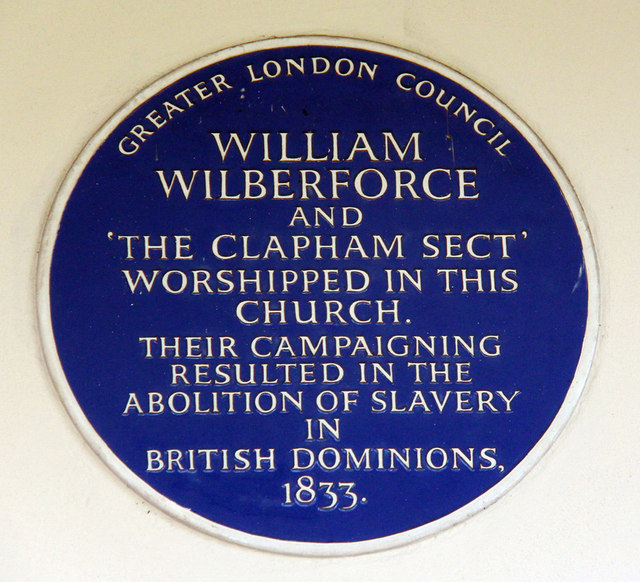 GREATER LONDON COUNCIL
WILLIAM
WILBERFORCE
AND
‘THE CLAPHAM SECT’
WORSHIPPED IN THIS
CHURCH.
THEIR CAMPAIGNING
RESULTED IN THE
ABOLITION OF SLAVERY
IN
BRITISH DOMINIONS,
1833.